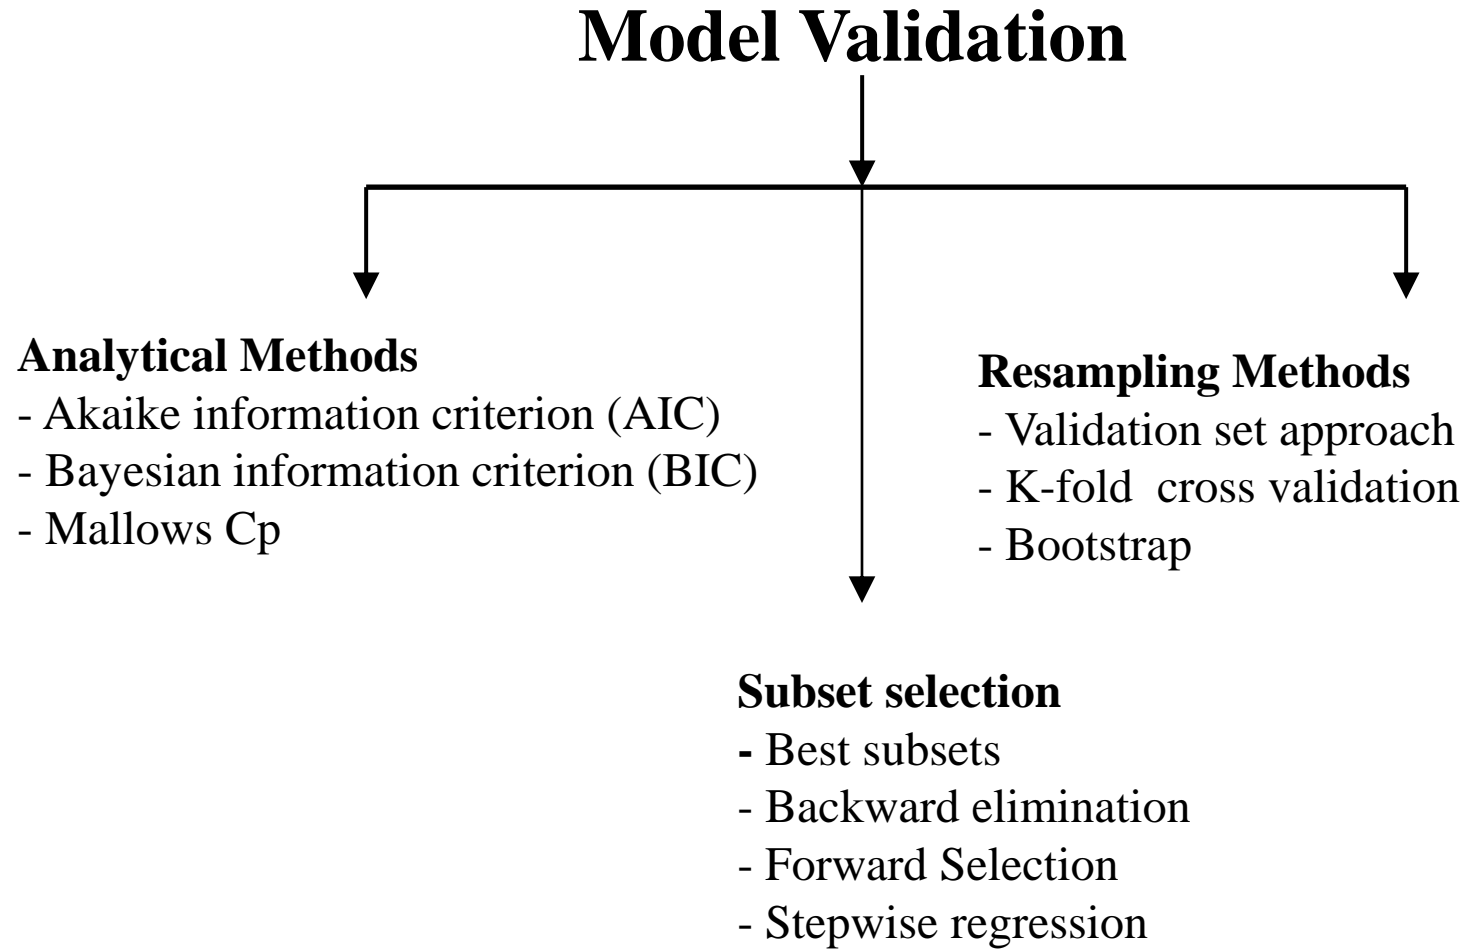 Model Validation
Analytical Methods
- Akaike information criterion (AIC)
- Bayesian information criterion (BIC)
- Mallows Cp
Resampling Methods
- Validation set approach
- K-fold  cross validation
- Bootstrap
Subset selection
- Best subsets
- Backward elimination
- Forward Selection
- Stepwise regression